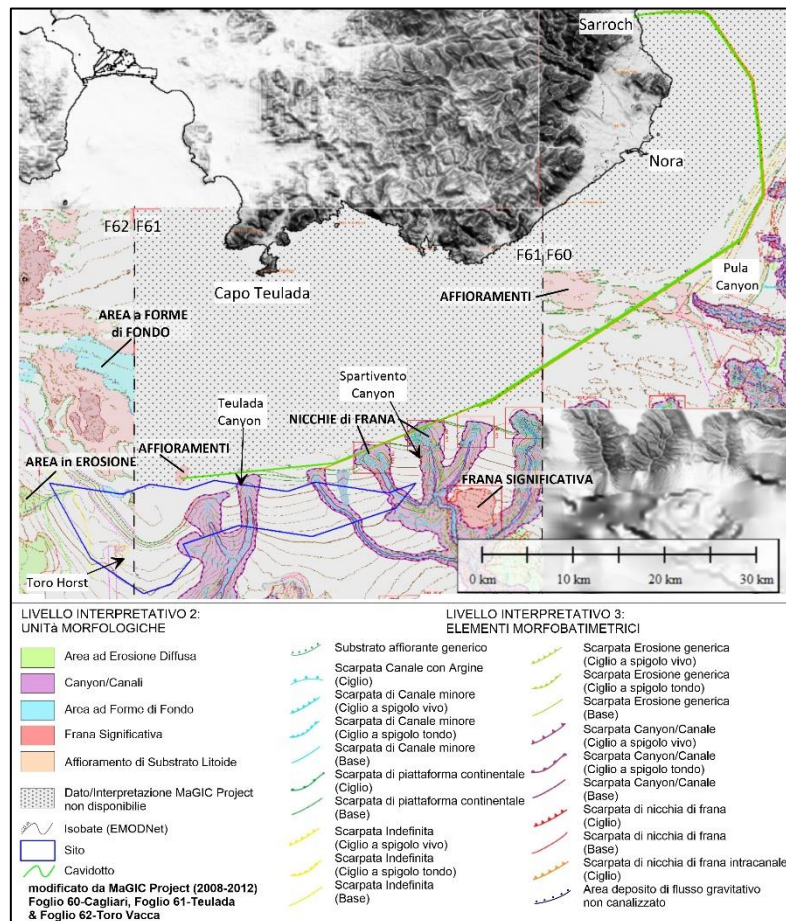 Sarroch
Nora
F62
F61
F61
F60
Capo Teulada
AFFIORAMENTI
Pula
Canyon
AREA a FORME
di FONDO
Spartivento
Canyon
Teulada
Canyon
NICCHIE di FRANA
AFFIORAMENTI
AREA in EROSIONE
FRANA SIGNIFICATIVA
Toro Horst
0 km
10 km
20 km
30 km
LIVELLO INTERPRETATIVO 2:
UNITà MORFOLOGICHE
Area ad Erosione Diffusa
Canyon/Canali
Area ad Forme di Fondo
Frana Significativa
Affioramento di Substrato Litoide
Dato/Interpretazione MaGIC Project
non disponibilie
Isobate (EMODNet)
Sito
Cavidotto
modificato da MaGIC Project (2008-2012)
Foglio 60-Cagliari, Foglio 61-Teulada
& Foglio 62-Toro Vacca
LIVELLO INTERPRETATIVO 3:
ELEMENTI MORFOBATIMETRICI
Substrato affiorante generico
Scarpata Canale con Argine
(Ciglio)
Scarpata di Canale minore
(Ciglio a spigolo vivo)
Scarpata di Canale minore
(Ciglio a spigolo tondo)
Scarpata di Canale minore
(Base)
Scarpata di piattaforma continentale
(Ciglio)
Scarpata di piattaforma continentale
(Base)
Scarpata Indefinita
(Ciglio a spigolo vivo)
Scarpata Indefinita
(Ciglio a spigolo tondo)
Scarpata Indefinita
(Base)
Scarpata Erosione generica
(Ciglio a spigolo vivo)
Scarpata Erosione generica
(Ciglio a spigolo tondo)
Scarpata Erosione generica
(Base)
Scarpata Canyon/Canale
(Ciglio a spigolo vivo)
Scarpata Canyon/Canale
(Ciglio a spigolo tondo)
Scarpata Canyon/Canale
(Base)
Scarpata di nicchia di frana
(Ciglio)
Scarpata di nicchia di frana
(Base)
Scarpata di nicchia di frana intracanale
(Ciglio)
Area deposito di flusso gravitativo
non canalizzato